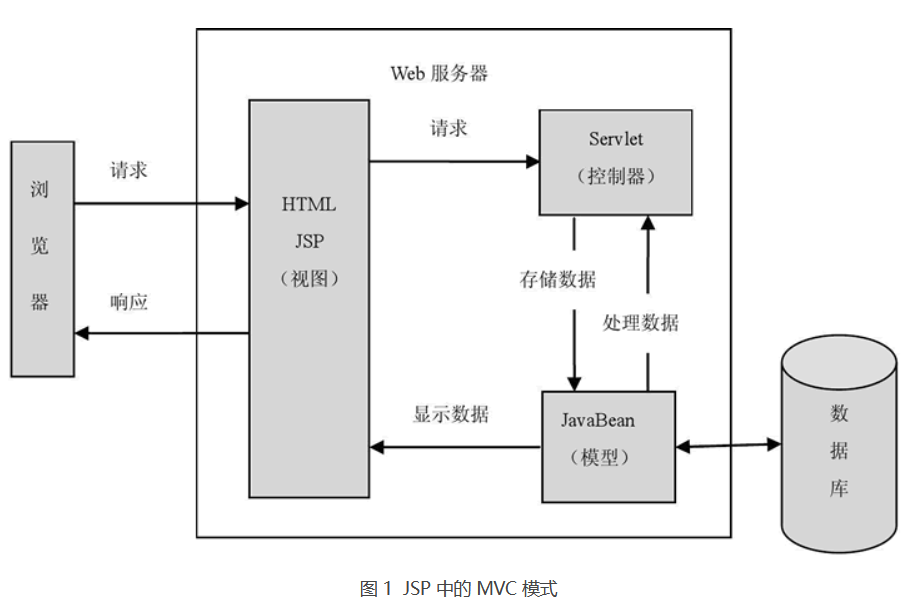 Web 服务器
请求
Servlet
（控制器）
请求
浏
览
器
HTML
JSP
（视图）
响应
存储数据
处理数据
显示数据
JavaBean
（模型）
数
据
库
图 1 JSP 中的 MVC 模式